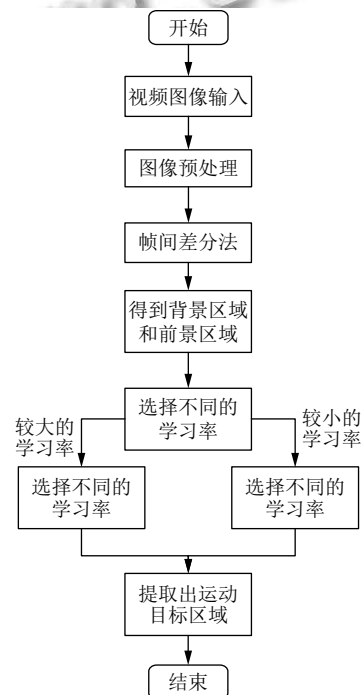 开始
视频图像输入
图像预处理
帧间差分法
得到背景区域
和前景区域
选择不同的
学习率
较大的
学习率
较小的
学习率
选择不同的
学习率
选择不同的
学习率
提取出运动
目标区域
结束